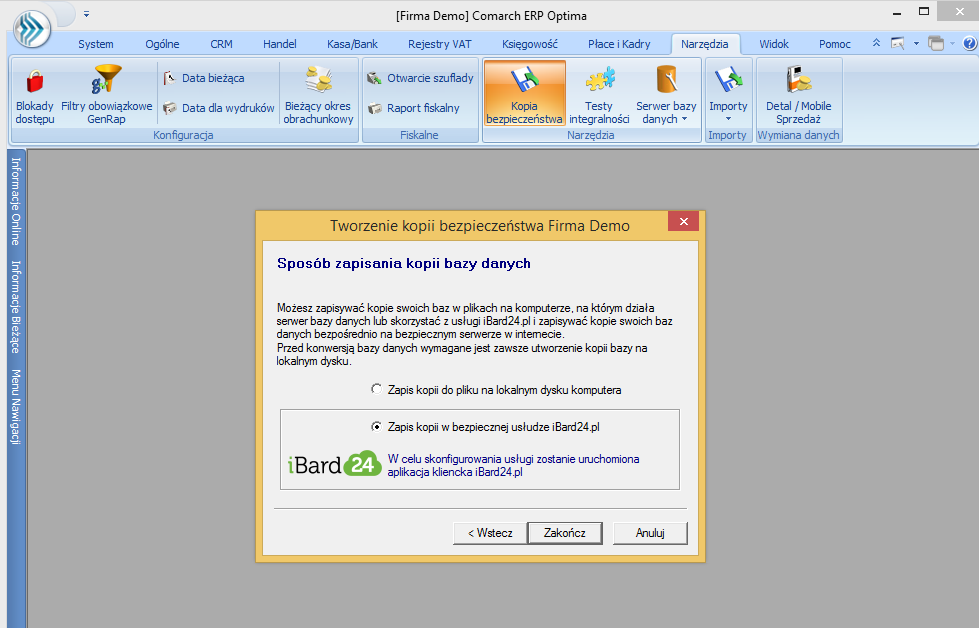 [Firma Demo] Comarch ERP Optima
System Ogólne CRM Handel Kasa/Bank Rejestry VAT Księgowość Płace i Kadry Narzędzia Widok Pomoc
Blokady dostępu
Filtry obowiązkowe GenRap
Data bieżąca
Data dla wydruków
Bieżący okres obrachunkowy
Konfiguracja
Otwarcie szuflady
Raport fiskalny
Fiskalne
Kopia bezpieczeństwa
Testy integralności
Serwer bazy danych
Narzędzia
Importy
Importy
Detal / Mobile Sprzedaż
Wymiana danych
Informacje Online
Informacje Bieżące
Menu Nawigacji
Tworzenie kopii bezpieczeństwa Firma Demo
Sposób zapisania kopii bazy danych
Możesz zapisywać kopie swoich baz w plikach na komputerze, na którym działa
serwer bazy danych lub skorzystać z usługi iBard24.pl i zapisywać kopie swoich baz
danych bezpośrednio na bezpiecznym serwerze w internecie.
Przed konwersją bazy danych wymagane jest zawsze utworzenie kopii bazy na
lokalnym dysku.
Zapis kopii do pliku na lokalnym dysku komputera
Zapis kopii w bezpiecznej usłudze iBard24.pl
iBard 24
W celu skonfigurowania usługi zostanie uruchomiona
aplikacja kliencka iBard24.pl
< Wstecz Zakończ Anuluj